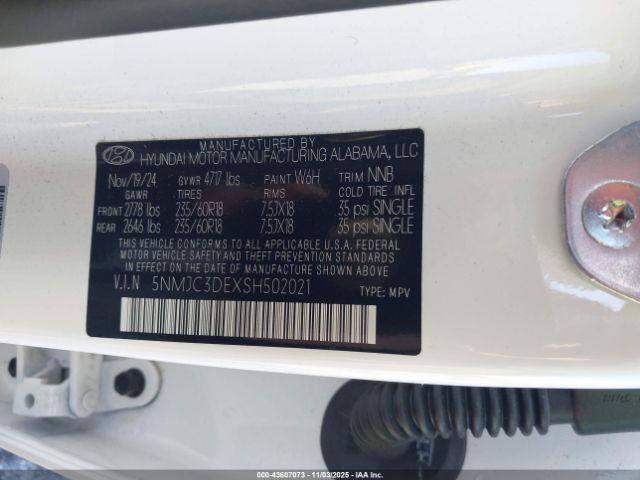 MANUFACTURED BY
HYUNDAI MOTOR MANUFACTURING ALABAMA, LLC
Nov/19/24 GVWR 4717 lbs PAINT W6H TRIM NNB
GAWR TIRES RIMS COLD TIRE INFL
FRONT 2778 lbs 235/60R18 7.5JX18 35 psi SINGLE
REAR 2646 lbs 235/60R18 7.5JX18 35 psi SINGLE
THIS VEHICLE CONFORMS TO ALL APPLICABLE U.S.A. FEDERAL
MOTOR VEHICLE SAFETY AND THEFT PREVENTION STANDARDS
IN EFFECT ON THE DATE OF MANUFACTURE SHOWN ABOVE.
V.I.N 5NMJC3DEXSH502021 TYPE: MPV
000-43607073 - 11/03/2025 - IAA Inc.